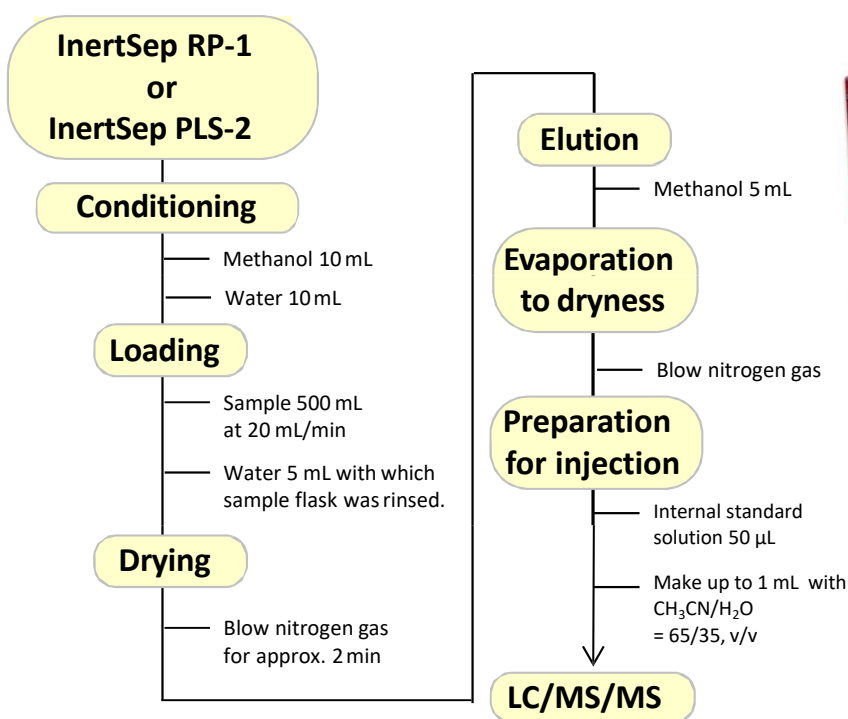 InertSep RP-1
or
InertSep PLS-2
Conditioning
Methanol 10 mL
Water 10 mL
Loading
Sample 500 mL
at 20 mL/min
Water 5 mL with which
sample flask was rinsed.
Drying
Blow nitrogen gas
for approx. 2 min
Elution
Methanol 5 mL
Evaporation
to dryness
Blow nitrogen gas
Preparation
for injection
Internal standard
solution 50 µL
Make up to 1 mL with
CH₃CN/H₂O
= 65/35, v/v
LC/MS/MS